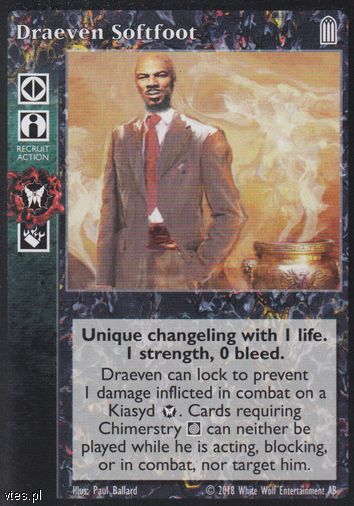 Draeven Softfoot
RECRUIT
ACTION
Unique changeling with 1 life.
1 strength, 0 bleed.
Draeven can lock to prevent
1 damage inflicted in combat on a
Kiasyd. Cards requiring
Chimerstry can neither be
played while he is acting, blocking,
or in combat, nor target him.
Illus: Paul Ballard © 2018 White Wolf Entertainment AB
vtes.pl